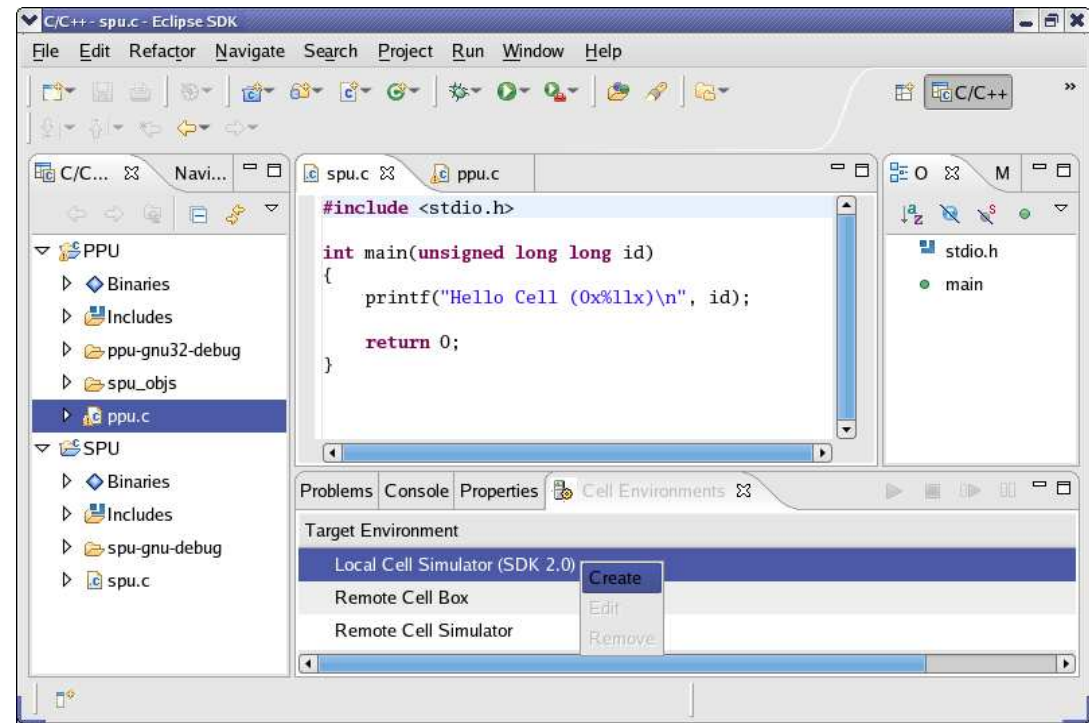 C/C++ - spu.c - Eclipse SDK
File Edit Refactor Navigate Search Project Run Window Help
C/C++
»
C/C... Navi...
spu.c ppu.c
O M
PPU
Binaries
Includes
ppu-gnu32-debug
spu_objs
ppu.c
SPU
Binaries
Includes
spu-gnu-debug
spu.c
#include <stdio.h>
int main(unsigned long long id)
{
printf("Hello Cell (0x%llx)\n", id);
return 0;
}
stdio.h
main
Problems Console Properties Cell Environments
Target Environment
Local Cell Simulator (SDK 2.0)
Remote Cell Box
Remote Cell Simulator
Create
Edit
Remove